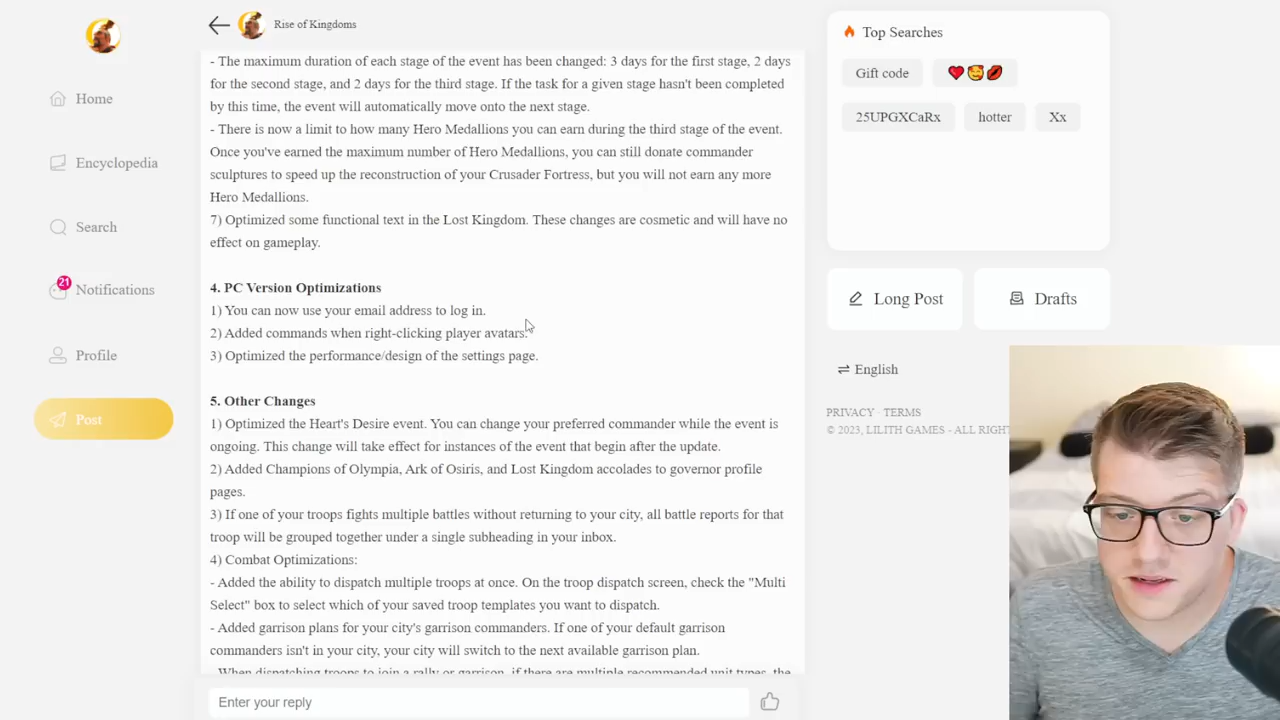 Rise of Kingdoms
Home
Encyclopedia
Search
21
Notifications
Profile
Post
- The maximum duration of each stage of the event has been changed: 3 days for the first stage, 2 days
for the second stage, and 2 days for the third stage. If the task for a given stage hasn't been completed
by this time, the event will automatically move onto the next stage.
- There is now a limit to how many Hero Medallions you can earn during the third stage of the event.
Once you've earned the maximum number of Hero Medallions, you can still donate commander
sculptures to speed up the reconstruction of your Crusader Fortress, but you will not earn any more
Hero Medallions.
7) Optimized some functional text in the Lost Kingdom. These changes are cosmetic and will have no
effect on gameplay.
4. PC Version Optimizations
1) You can now use your email address to log in.
2) Added commands when right-clicking player avatars.
3) Optimized the performance/design of the settings page.
5. Other Changes
1) Optimized the Heart's Desire event. You can change your preferred commander while the event is
ongoing. This change will take effect for instances of the event that begin after the update.
2) Added Champions of Olympia, Ark of Osiris, and Lost Kingdom accolades to governor profile
pages.
3) If one of your troops fights multiple battles without returning to your city, all battle reports for that
troop will be grouped together under a single subheading in your inbox.
4) Combat Optimizations:
- Added the ability to dispatch multiple troops at once. On the troop dispatch screen, check the "Multi
Select" box to select which of your saved troop templates you want to dispatch.
- Added garrison plans for your city's garrison commanders. If one of your default garrison
commanders isn't in your city, your city will switch to the next available garrison plan.
- When dispatching troops to join a rally or garrison, if there are multiple recommended unit types, the
Enter your reply
Top Searches
Gift code
25UPGXCaRx
hotter
Xx
Long Post
Drafts
English
PRIVACY · TERMS
© 2023, LILITH GAMES - ALL RIGHT